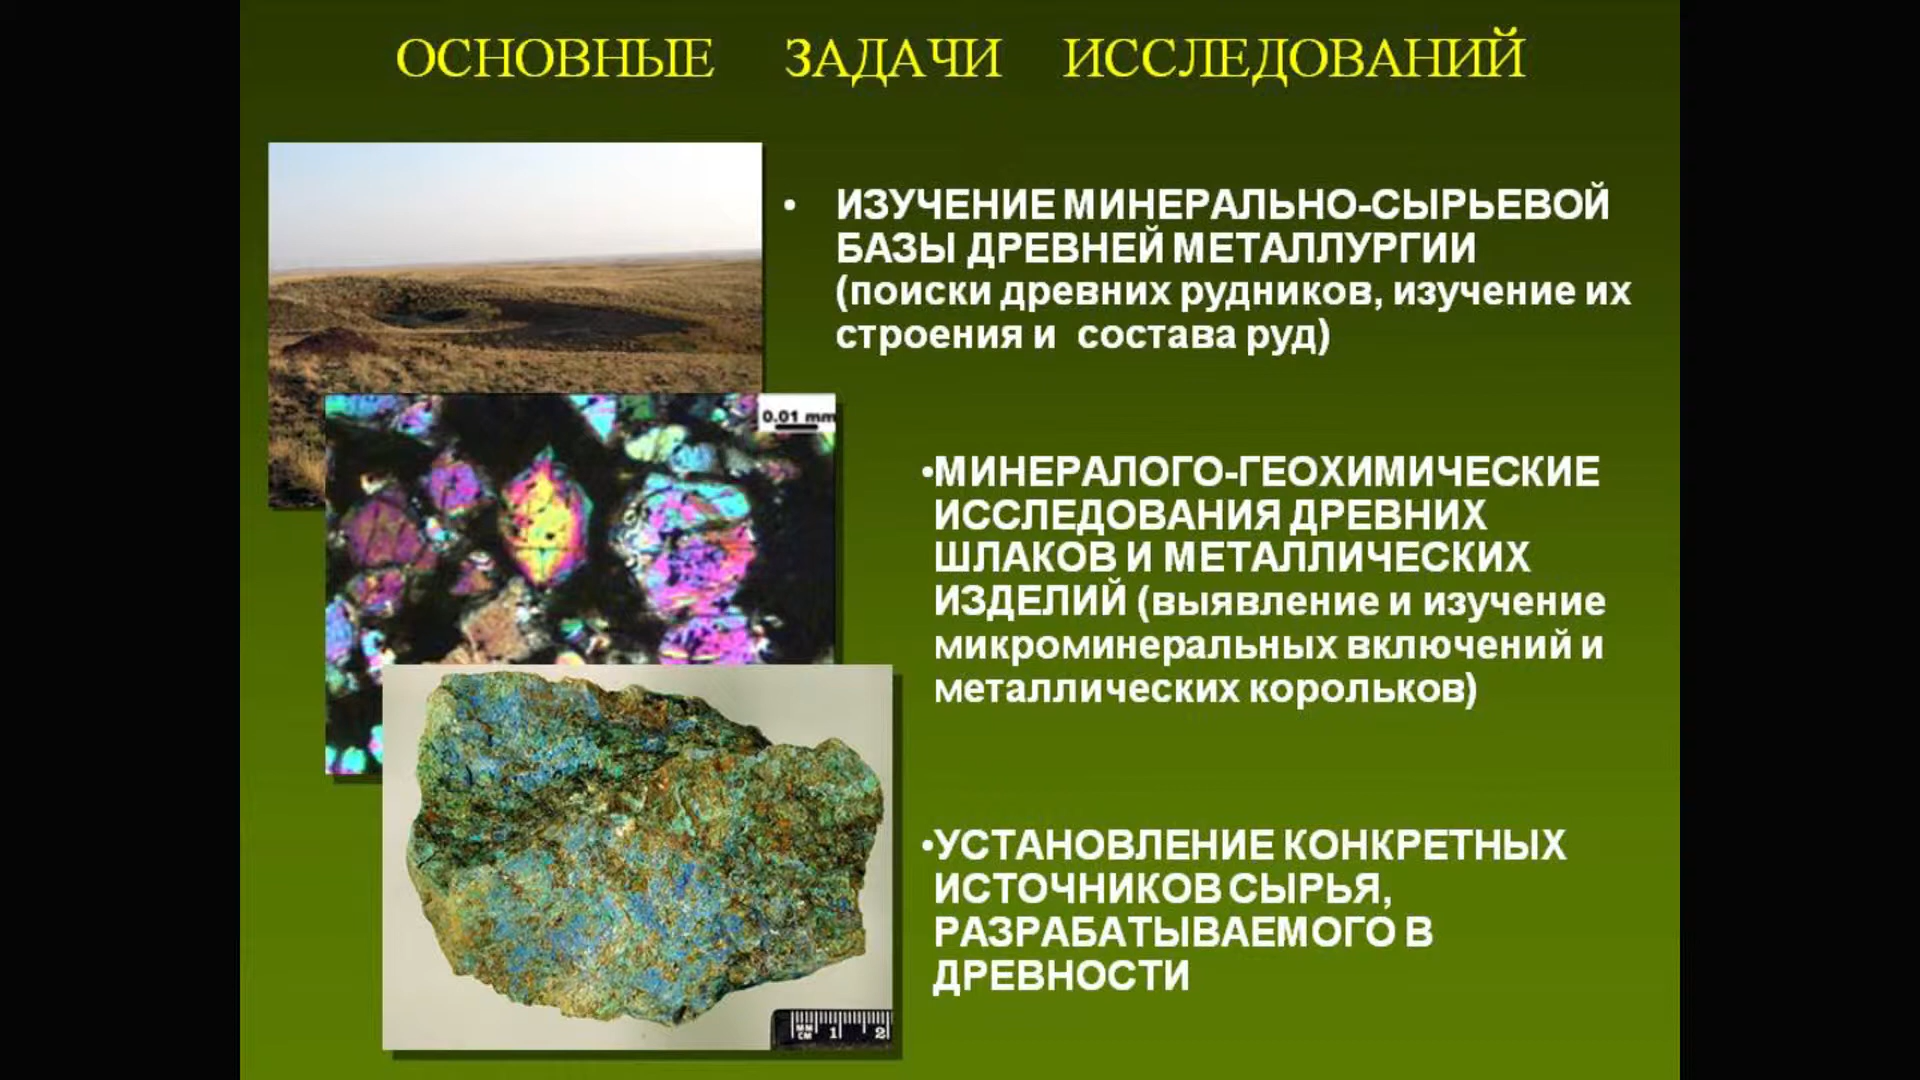 ОСНОВНЫЕ ЗАДАЧИ ИССЛЕДОВАНИЙ
• ИЗУЧЕНИЕ МИНЕРАЛЬНО-СЫРЬЕВОЙ
БАЗЫ ДРЕВНЕЙ МЕТАЛЛУРГИИ
(поиски древних рудников, изучение их
строения и состава руд)
0.01 mm
•МИНЕРАЛОГО-ГЕОХИМИЧЕСКИЕ
ИССЛЕДОВАНИЯ ДРЕВНИХ
ШЛАКОВ И МЕТАЛЛИЧЕСКИХ
ИЗДЕЛИЙ (выявление и изучение
микроминеральных включений и
металлических корольков)
•УСТАНОВЛЕНИЕ КОНКРЕТНЫХ
ИСТОЧНИКОВ СЫРЬЯ,
РАЗРАБАТЫВАЕМОГО В
ДРЕВНОСТИ
ММ
СМ 1 2